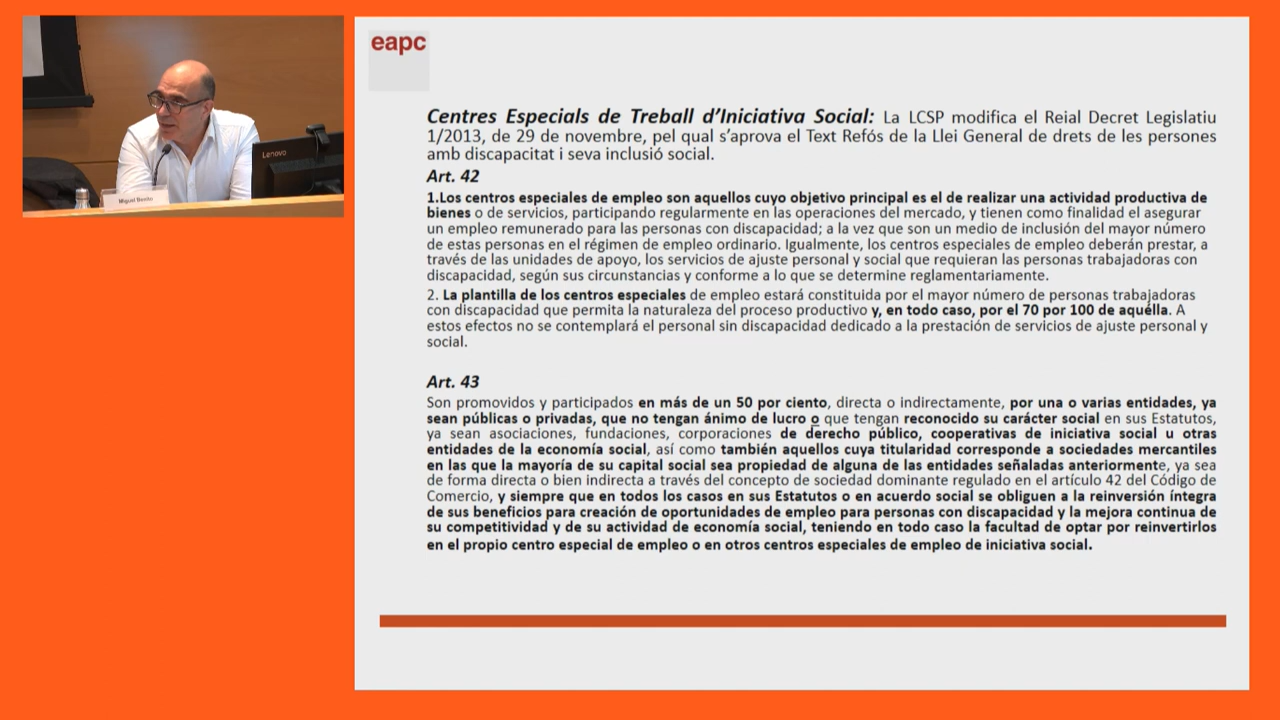 Lenovo
Miguel Benito
eapc
Centres Especials de Treball d'Iniciativa Social: La LCSP modifica el Reial Decret Legislatiu
1/2013, de 29 de novembre, pel qual s'aprova el Text Refós de la Llei General de drets de les persones
amb discapacitat i seva inclusió social.
Art. 42
1.Los centros especiales de empleo son aquellos cuyo objetivo principal es el de realizar una actividad productiva de
bienes o de servicios, participando regularmente en las operaciones del mercado, y tienen como finalidad el asegurar
un empleo remunerado para las personas con discapacidad; a la vez que son un medio de inclusión del mayor número
de estas personas en el régimen de empleo ordinario. Igualmente, los centros especiales de empleo deberán prestar, a
través de las unidades de apoyo, los servicios de ajuste personal y social que requieran las personas trabajadoras con
discapacidad, según sus circunstancias y conforme a lo que se determine reglamentariamente.
2. La plantilla de los centros especiales de empleo estará constituida por el mayor número de personas trabajadoras
con discapacidad que permita la naturaleza del proceso productivo y, en todo caso, por el 70 por 100 de aquélla. A
estos efectos no se contemplará el personal sin discapacidad dedicado a la prestación de servicios de ajuste personal y
social.
Art. 43
Son promovidos y participados en más de un 50 por ciento, directa o indirectamente, por una o varias entidades, ya
sean públicas o privadas, que no tengan ánimo de lucro o que tengan reconocido su carácter social en sus Estatutos,
ya sean asociaciones, fundaciones, corporaciones de derecho público, cooperativas de iniciativa social u otras
entidades de la economía social, así como también aquellos cuya titularidad corresponde a sociedades mercantiles
en las que la mayoría de su capital social sea propiedad de alguna de las entidades señaladas anteriormente, ya sea
de forma directa o bien indirecta a través del concepto de sociedad dominante regulado en el artículo 42 del Código de
Comercio, y siempre que en todos los casos en sus Estatutos o en acuerdo social se obliguen a la reinversión íntegra
de sus beneficios para creación de oportunidades de empleo para personas con discapacidad y la mejora continua de
su competitividad y de su actividad de economía social, teniendo en todo caso la facultad de optar por reinvertirlos
en el propio centro especial de empleo o en otros centros especiales de empleo de iniciativa social.